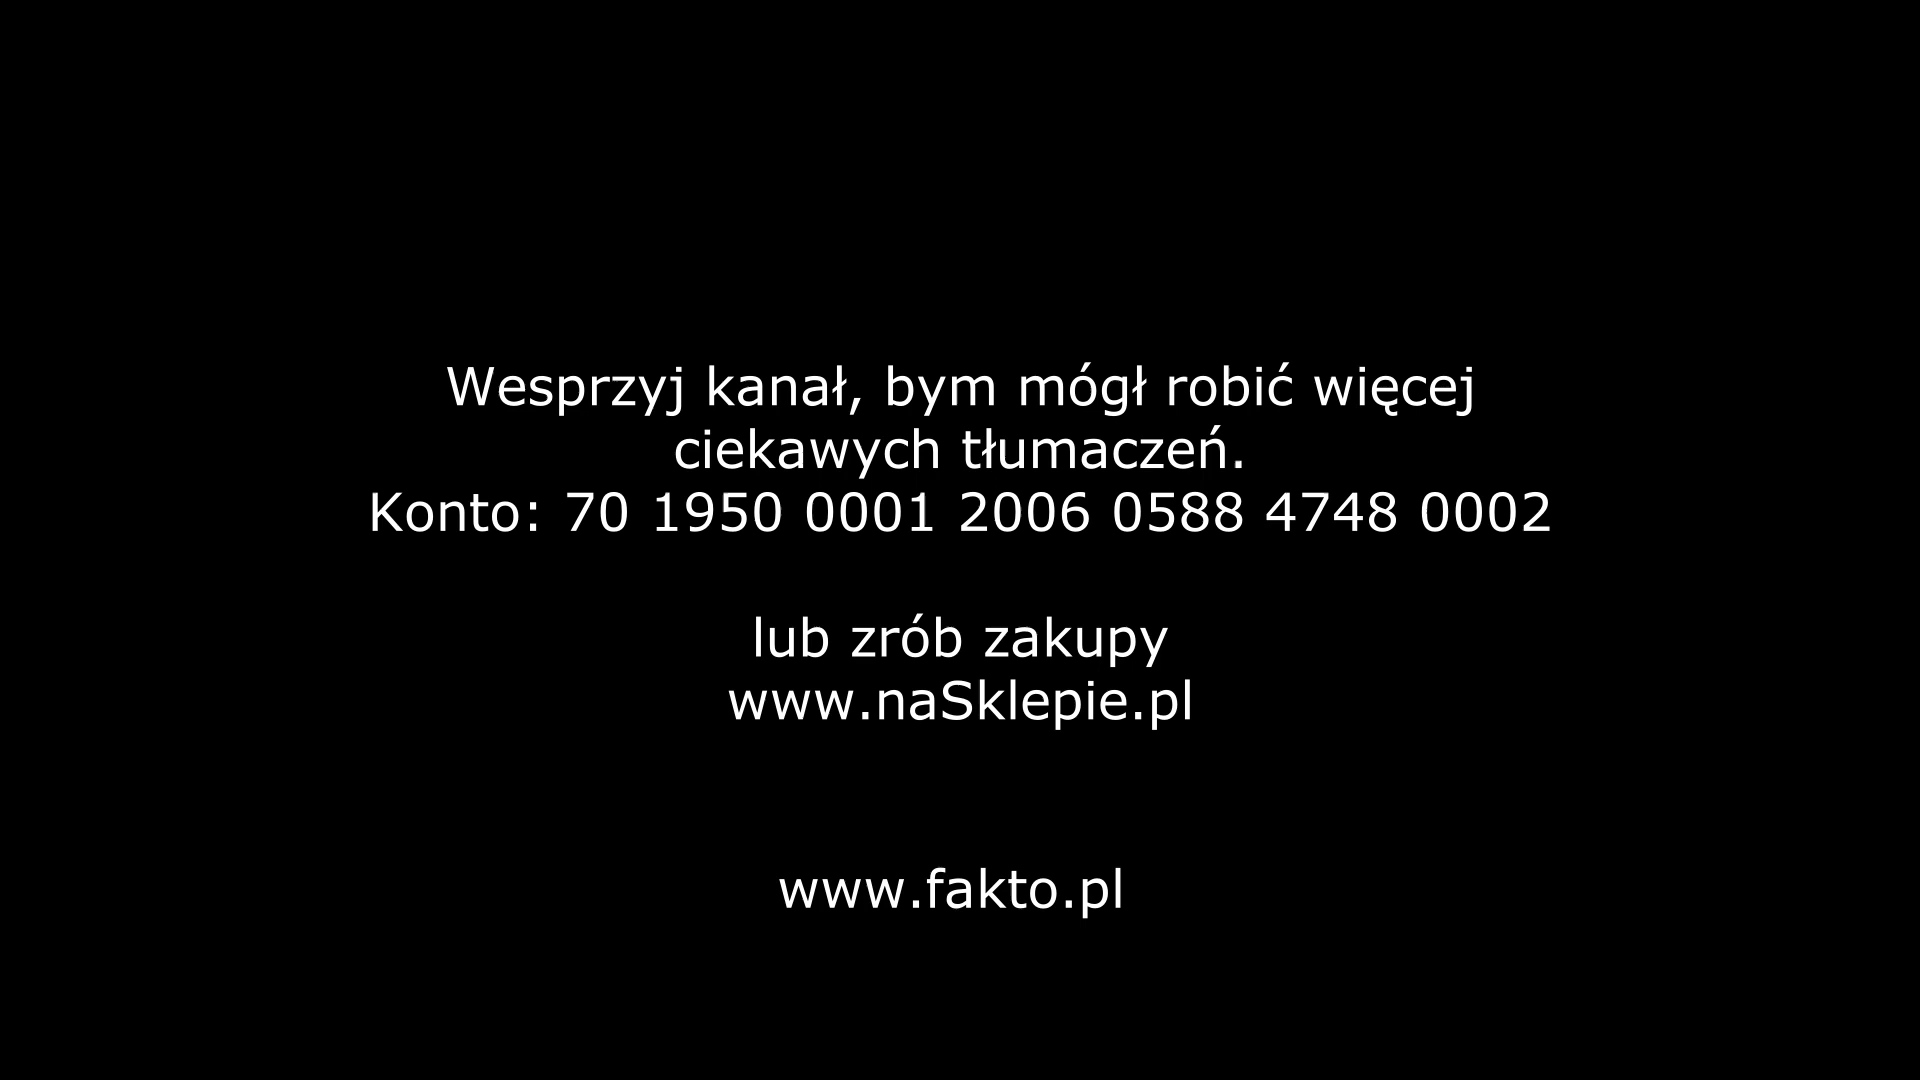 Wesprzyj kanał, bym mógł robić więcej
ciekawych tłumaczeń.
Konto: 70 1950 0001 2006 0588 4748 0002
lub zrób zakupy
www.naSklepie.pl
www.fakto.pl